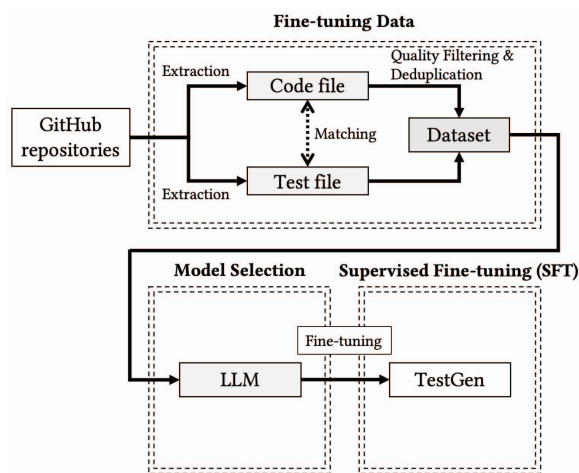 Fine-tuning Data
Quality Filtering &
Deduplication
Extraction
Code file
GitHub
repositories
Matching
Dataset
Extraction
Test file
Model Selection
Supervised Fine-tuning (SFT)
Fine-tuning
LLM
TestGen